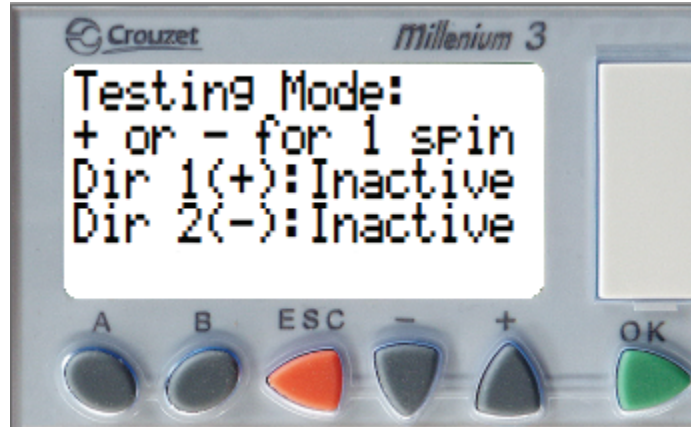 Crouzet
Millenium 3
Testing Mode:
+ or - for 1 spin
Dir 1(+):Inactive
Dir 2(-):Inactive
A B ESC - + OK